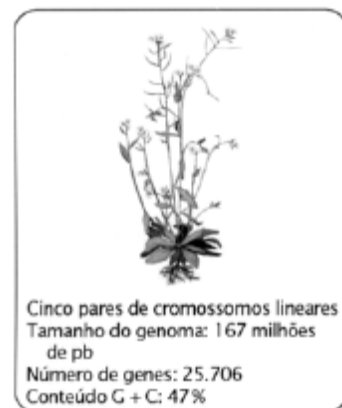 Cinco pares de cromossomos lineares
Tamanho do genoma: 167 milhões
de pb
Número de genes: 25.706
Conteúdo G + C: 47%